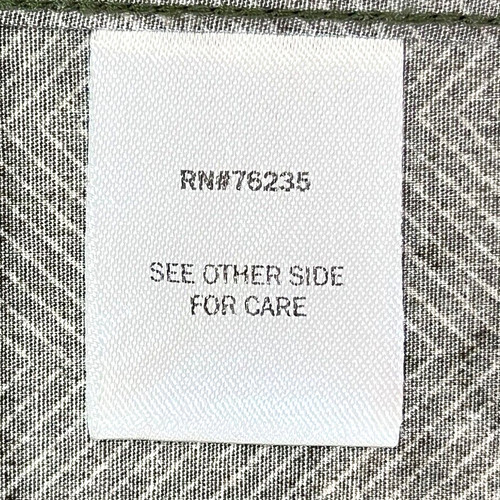 RN#76235
SEE OTHER SIDE
FOR CARE